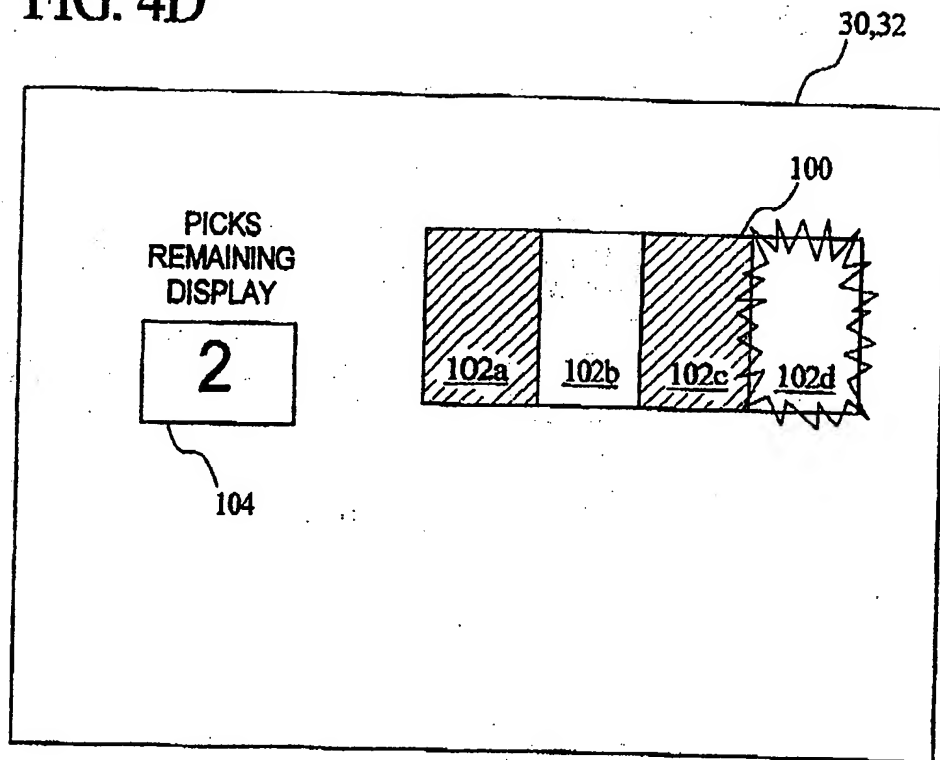 FIG. 4D
30,32
100
PICKS
REMAINING
DISPLAY
2
102a
102b
102c
102d
104